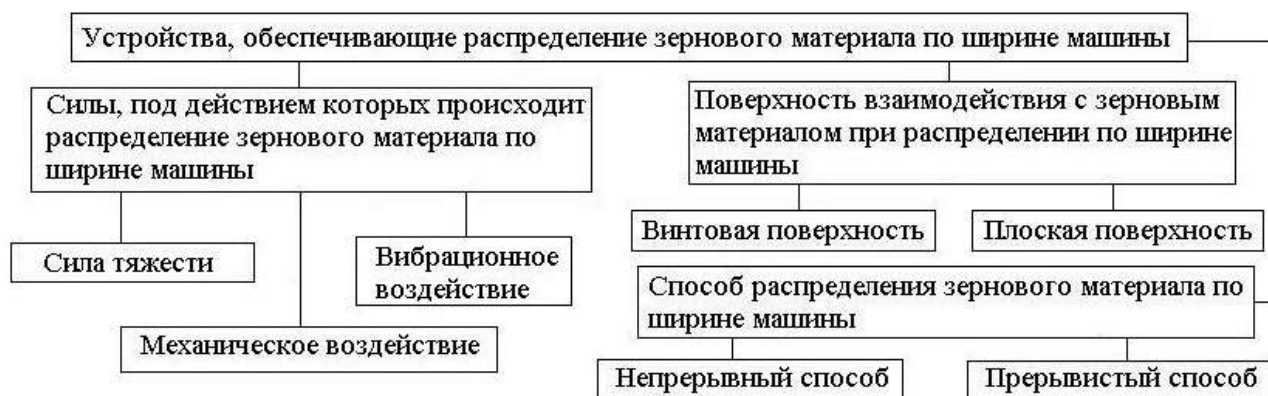 Устройства, обеспечивающие распределение зернового материала по ширине машины
Силы, под действием которых происходит
распределение зернового материала по
ширине машины
Поверхность взаимодействия с зерновым
материалом при распределении по ширине
машины
Винтовая поверхность
Плоская поверхность
Сила тяжести
Вибрационное
воздействие
Механическое воздействие
Способ распределения зернового материала по
ширине машины
Непрерывный способ
Прерывистый способ